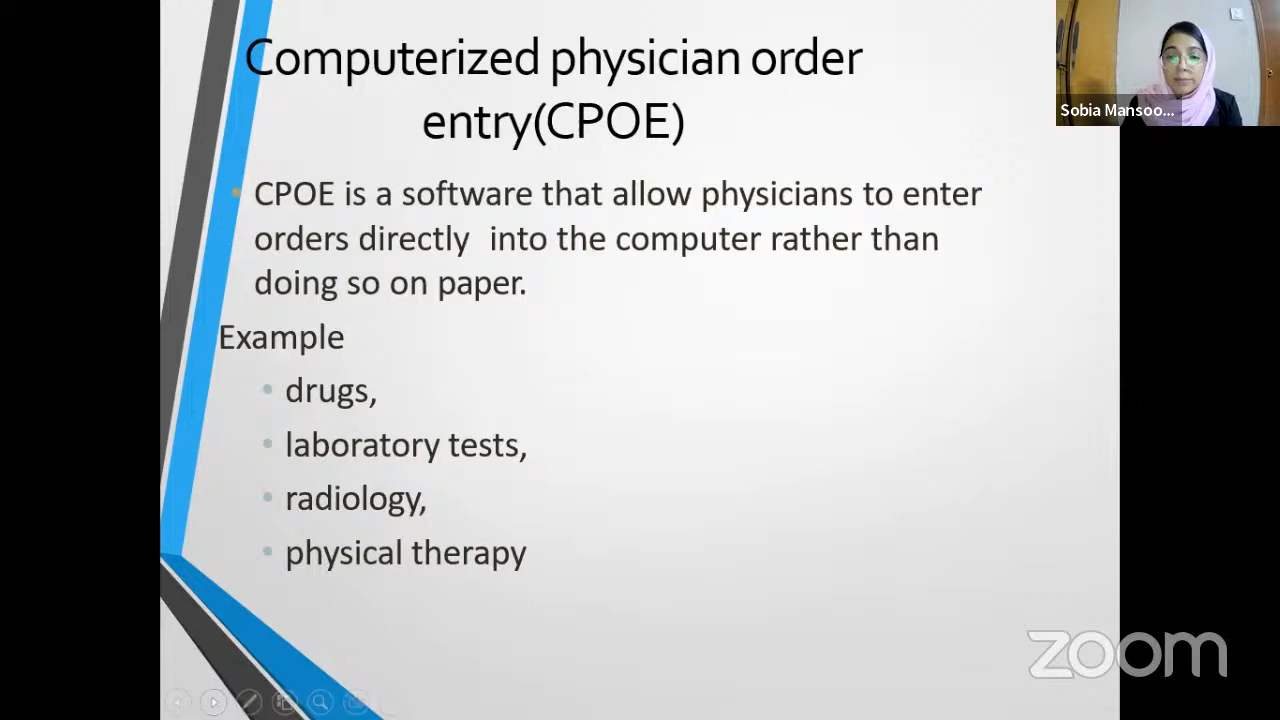 Computerized physician order
entry(CPOE)
• CPOE is a software that allow physicians to enter
orders directly into the computer rather than
doing so on paper.
Example
• drugs,
• laboratory tests,
• radiology,
• physical therapy
Sobia Mansoo...
zoom